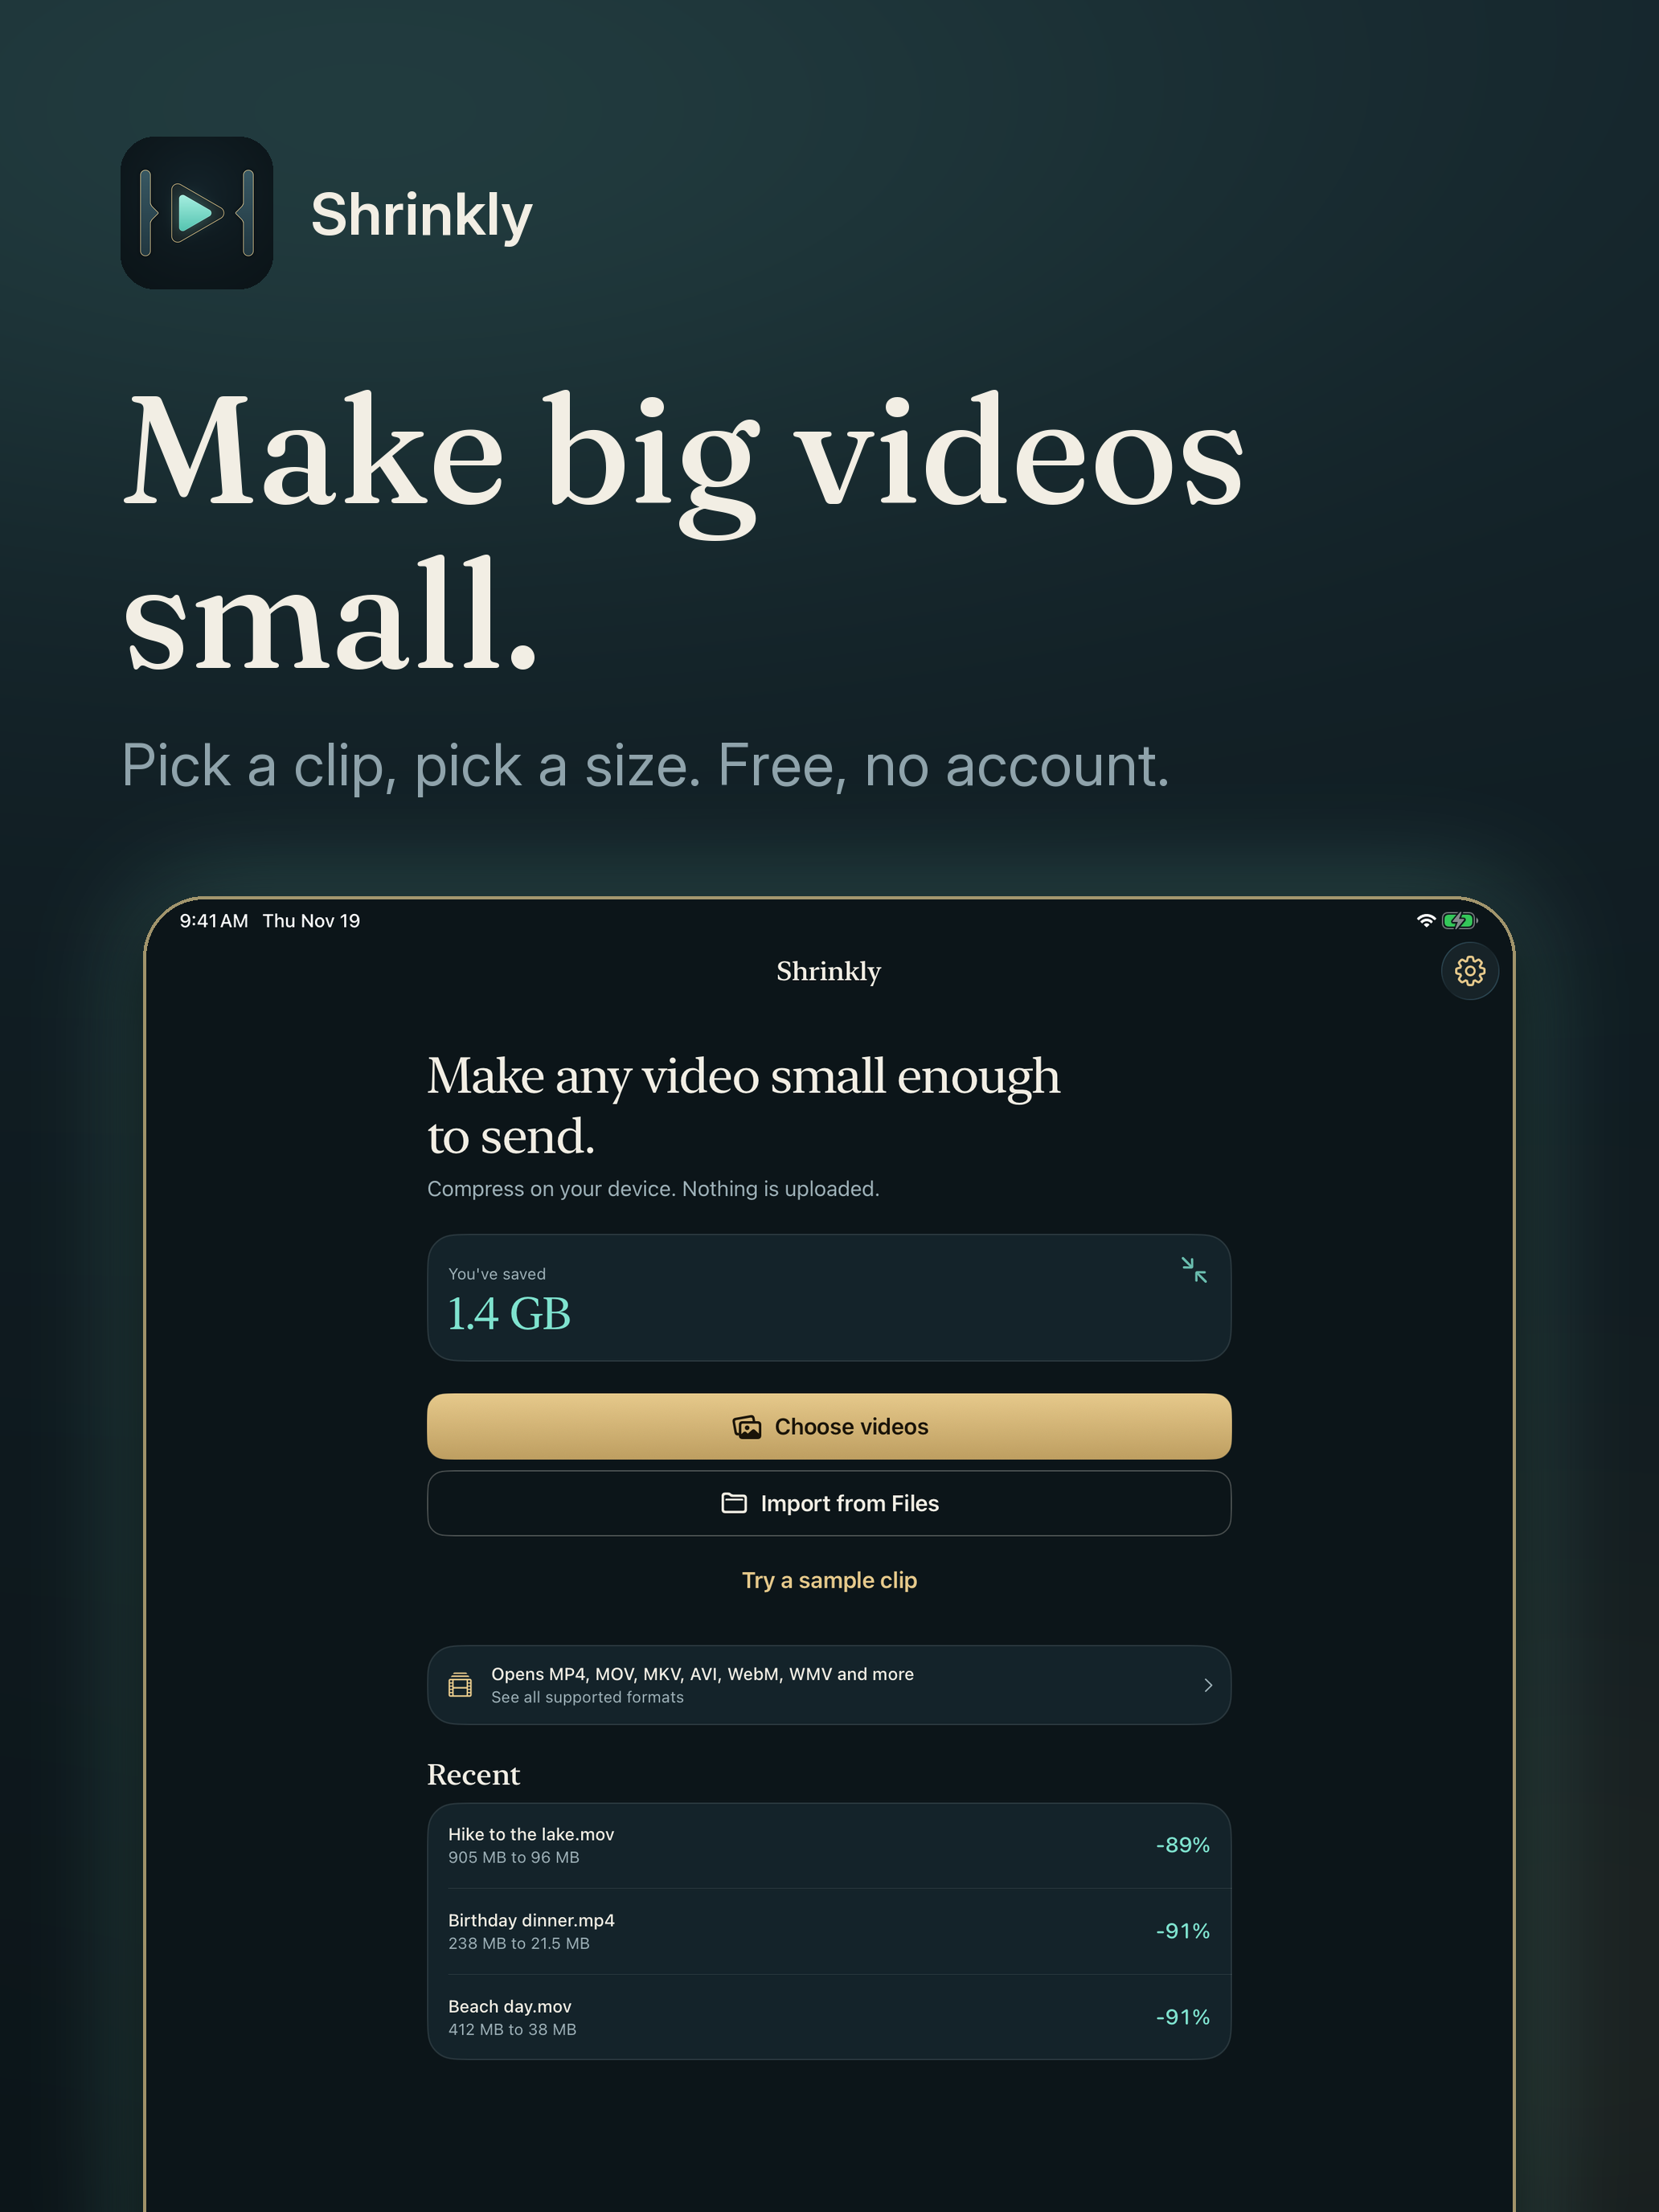 Shrinkly
Make big videos
small.
Pick a clip, pick a size. Free, no account.
9:41 AM Thu Nov 19
Shrinkly
Make any video small enough
to send.
Compress on your device. Nothing is uploaded.
You've saved
1.4 GB
Choose videos
Import from Files
Try a sample clip
Opens MP4, MOV, MKV, AVI, WebM, WMV and more
See all supported formats
Recent
Hike to the lake.mov
905 MB to 96 MB
-89%
Birthday dinner.mp4
238 MB to 21.5 MB
-91%
Beach day.mov
412 MB to 38 MB
-91%